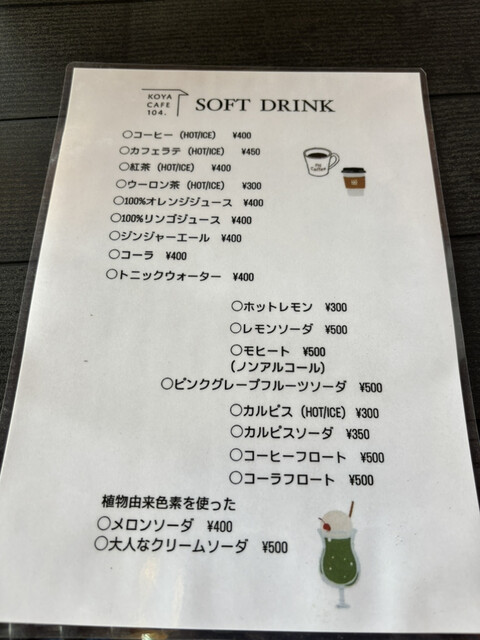 KOYA
CAFE
104.
SOFT DRINK
○コーヒー (HOT/ICE) ¥400
○カフェラテ (HOT/ICE) ¥450
○紅茶 (HOT/ICE) ¥400
○ウーロン茶 (HOT/ICE) ¥300
○100%オレンジジュース ¥400
○100%リンゴジュース ¥400
○ジンジャーエール ¥400
○コーラ ¥400
○トニックウォーター ¥400
○ホットレモン ¥300
○レモンソーダ ¥500
○モヒート ¥500
(ノンアルコール)
○ピンクグレープフルーツソーダ ¥500
○カルピス (HOT/ICE) ¥300
○カルピスソーダ ¥350
○コーヒーフロート ¥500
○コーラフロート ¥500
植物由来色素を使った
○メロンソーダ ¥400
○大人なクリームソーダ ¥500